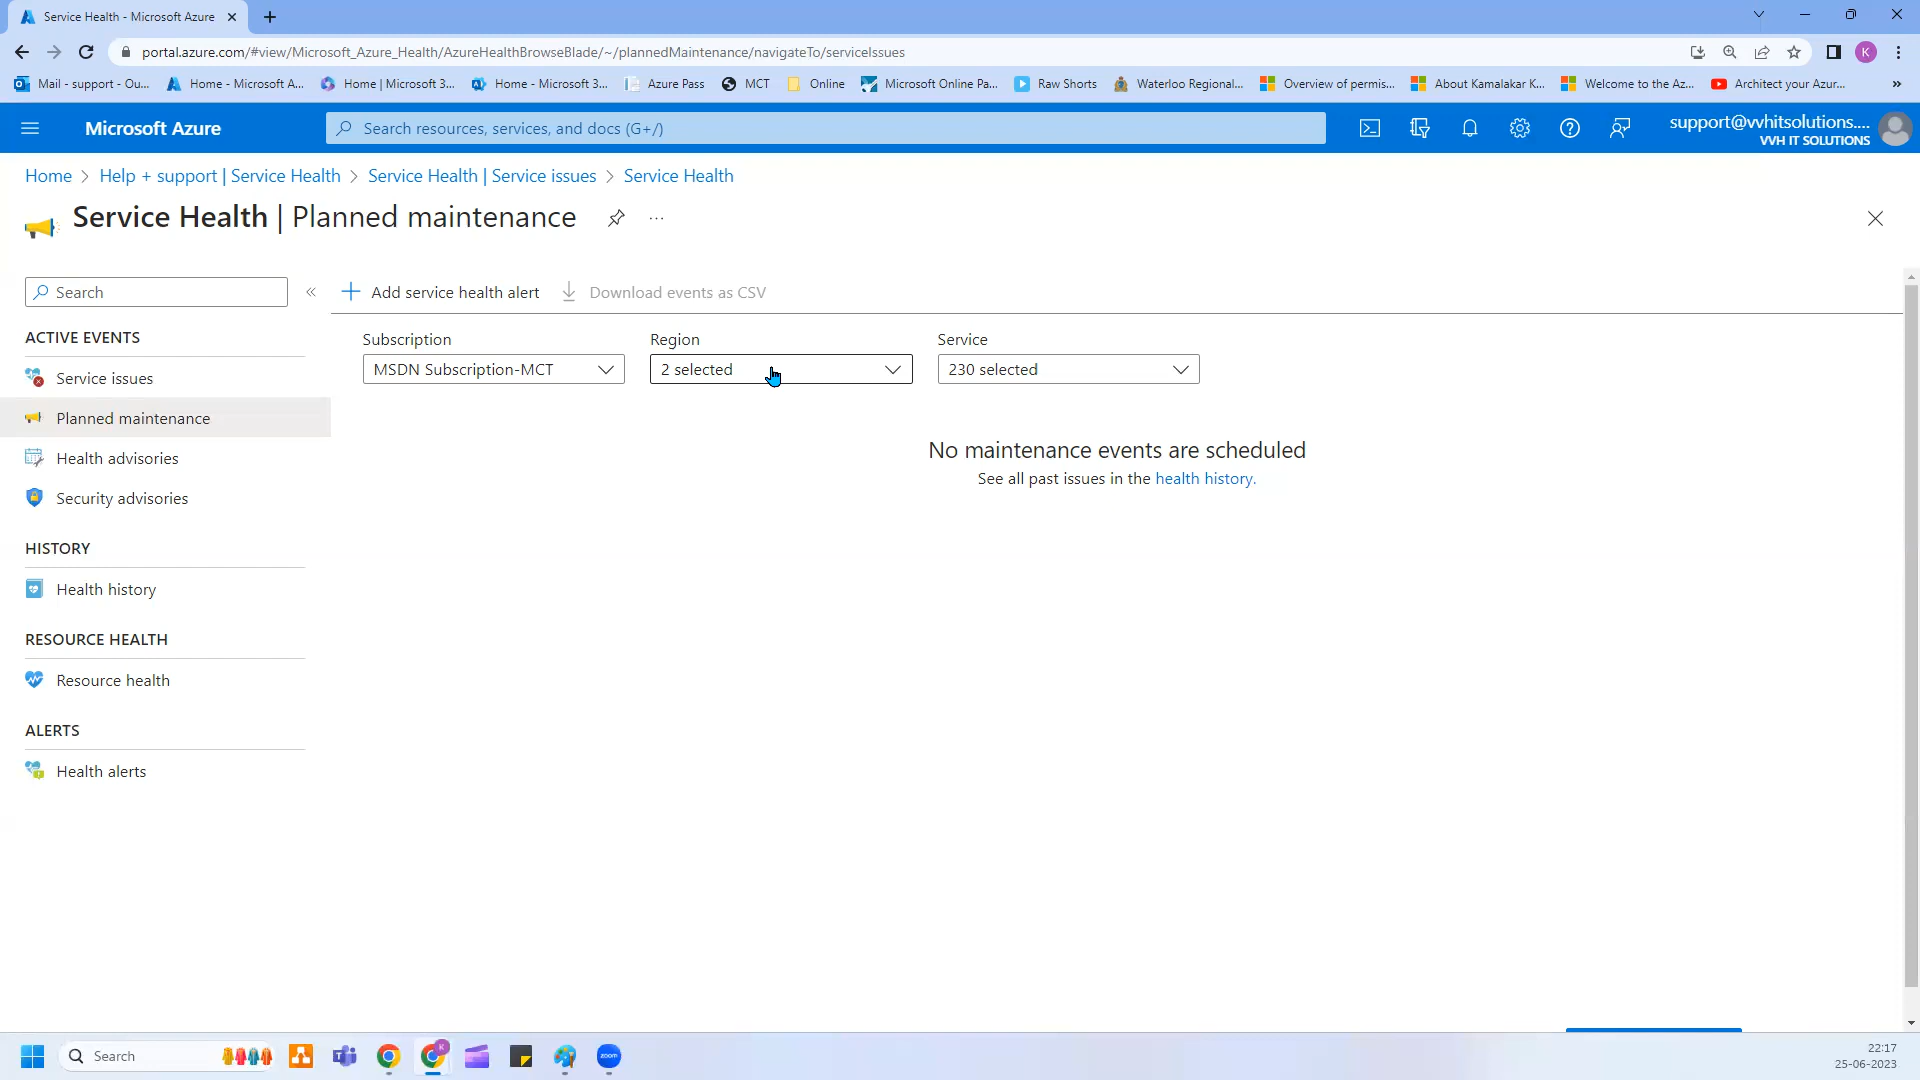 Service Health - Microsoft Azure
portal.azure.com/#view/Microsoft_Azure_Health/AzureHealthBrowseBlade/~/plannedMaintenance/navigateTo/serviceIssues
K
Mail - support - Ou...
Home - Microsoft A...
Home | Microsoft 3...
Home - Microsoft 3...
Azure Pass
MCT
Online
Microsoft Online Pa...
Raw Shorts
Waterloo Regional...
Overview of permis...
About Kamalakar K...
Welcome to the Az...
Architect your Azur...
Microsoft Azure
Search resources, services, and docs (G+/)
support@vvhitsolutions....
VVH IT SOLUTIONS
Home > Help + support | Service Health > Service Health | Service issues > Service Health
Service Health | Planned maintenance
Search
Add service health alert
Download events as CSV
ACTIVE EVENTS
Service issues
Planned maintenance
Health advisories
Security advisories
HISTORY
Health history
RESOURCE HEALTH
Resource health
ALERTS
Health alerts
Subscription
MSDN Subscription-MCT
Region
2 selected
Service
230 selected
No maintenance events are scheduled
See all past issues in the health history.
Search
K
zoom
22:17
25-06-2023